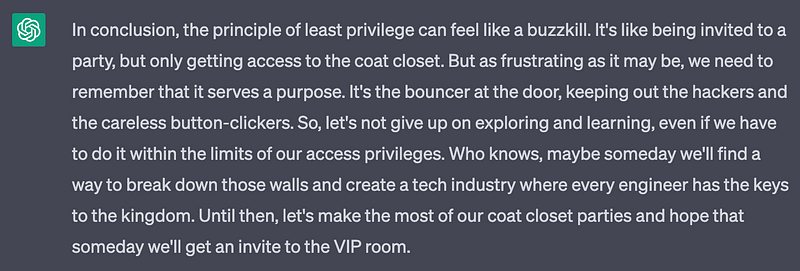 In conclusion, the principle of least privilege can feel like a buzzkill. It's like being invited to a
party, but only getting access to the coat closet. But as frustrating as it may be, we need to
remember that it serves a purpose. It's the bouncer at the door, keeping out the hackers and
the careless button-clickers. So, let's not give up on exploring and learning, even if we have
to do it within the limits of our access privileges. Who knows, maybe someday we'll find a
way to break down those walls and create a tech industry where every engineer has the keys
to the kingdom. Until then, let's make the most of our coat closet parties and hope that
someday we'll get an invite to the VIP room.